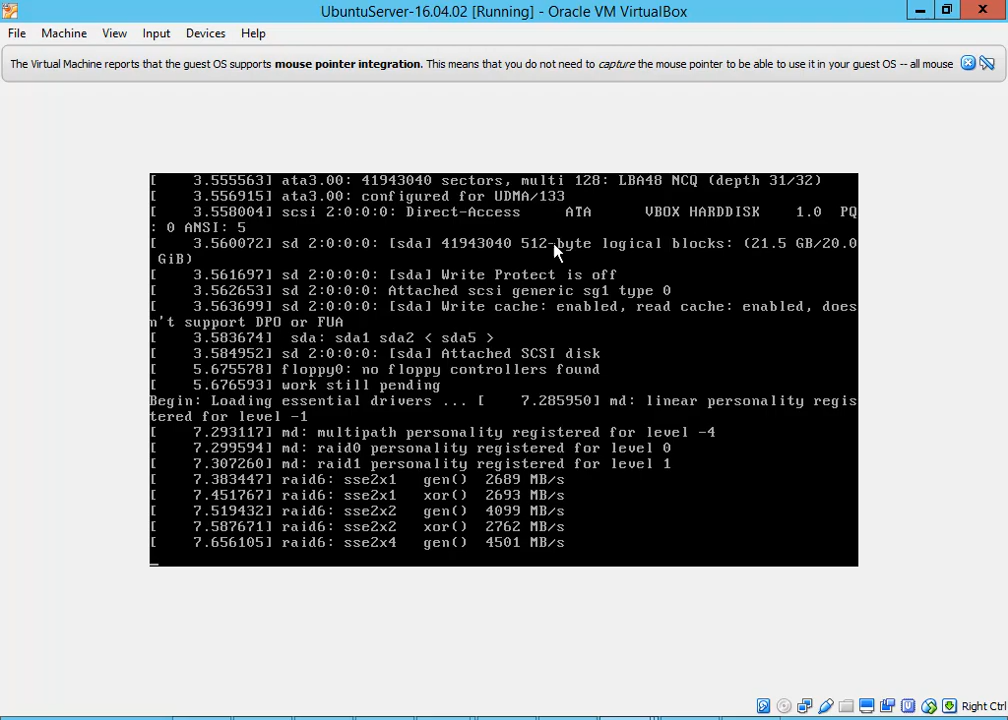 UbuntuServer-16.04.02 [Running] - Oracle VM VirtualBox
File Machine View Input Devices Help
The Virtual Machine reports that the guest OS supports mouse pointer integration. This means that you do not need to capture the mouse pointer to be able to use it in your guest OS -- all mouse
[ 3.555563] ata3.00: 41943040 sectors, multi 128: LBA48 NCQ (depth 31/32)
[ 3.556915] ata3.00: configured for UDMA/133
[ 3.558004] scsi 2:0:0:0: Direct-Access ATA VBOX HARDDISK 1.0 PQ
: 0 ANSI: 5
[ 3.560072] sd 2:0:0:0: [sda] 41943040 512-byte logical blocks: (21.5 GB/20.0
GiB)
[ 3.561697] sd 2:0:0:0: [sda] Write Protect is off
[ 3.562653] sd 2:0:0:0: Attached scsi generic sg1 type 0
[ 3.563699] sd 2:0:0:0: [sda] Write cache: enabled, read cache: enabled, does
n't support DPO or FUA
[ 3.583674] sda: sda1 sda2 < sda5 >
[ 3.584952] sd 2:0:0:0: [sda] Attached SCSI disk
[ 5.675578] floppy0: no floppy controllers found
[ 5.676593] work still pending
Begin: Loading essential drivers ... [ 7.285950] md: linear personality regis
tered for level -1
[ 7.293117] md: multipath personality registered for level -4
[ 7.299594] md: raid0 personality registered for level 0
[ 7.307260] md: raid1 personality registered for level 1
[ 7.383447] raid6: sse2x1 gen() 2689 MB/s
[ 7.451767] raid6: sse2x1 xor() 2693 MB/s
[ 7.519432] raid6: sse2x2 gen() 4099 MB/s
[ 7.587671] raid6: sse2x2 xor() 2762 MB/s
[ 7.656105] raid6: sse2x4 gen() 4501 MB/s
Right Ctrl